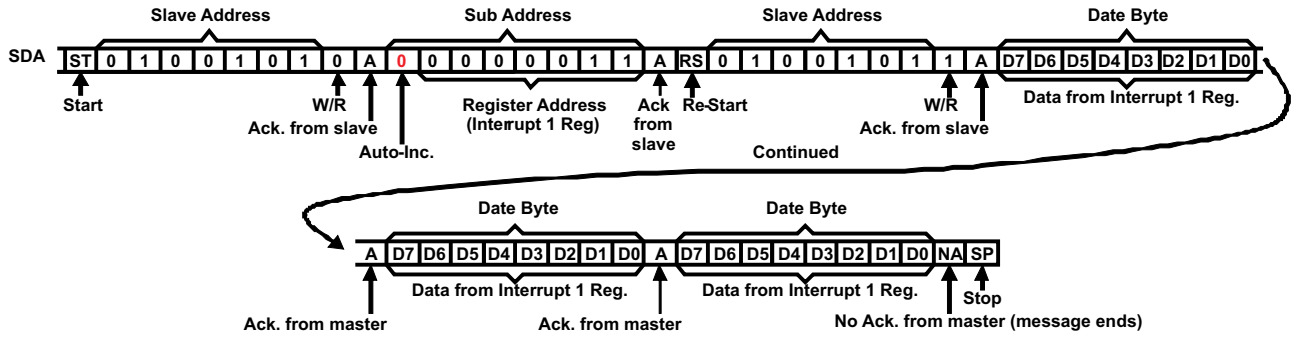 Slave Address Sub Address Slave Address Date Byte
SDA ST 0 1 0 0 1 0 1 0 A 0 0 0 0 0 0 1 1 A RS 0 1 0 0 1 0 1 1 A D7 D6 D5 D4 D3 D2 D1 D0
Start W/R Register Address Ack Re-Start W/R Data from Interrupt 1 Reg.
Ack. from slave (Interrupt 1 Reg) from Ack. from slave
slave
Auto-Inc. Continued
Date Byte Date Byte
A D7 D6 D5 D4 D3 D2 D1 D0 A D7 D6 D5 D4 D3 D2 D1 D0 NA SP
Data from Interrupt 1 Reg. Data from Interrupt 1 Reg. Stop
Ack. from master Ack. from master No Ack. from master (message ends)